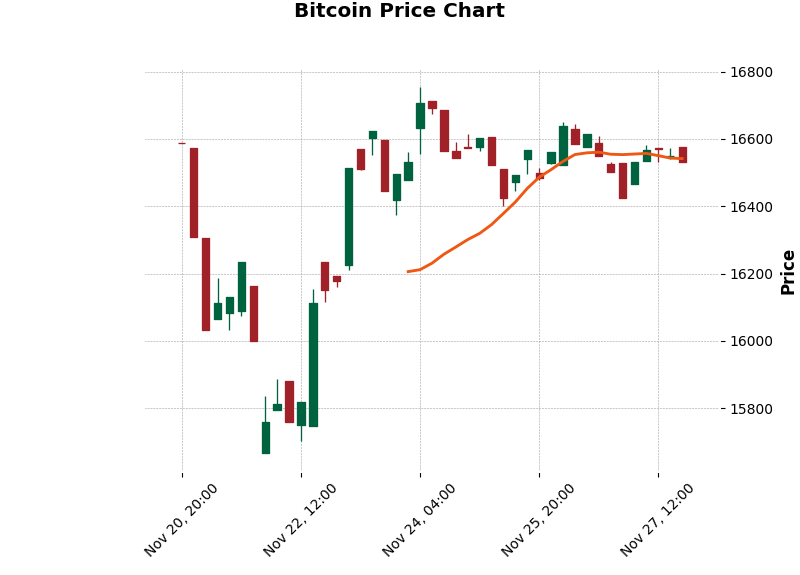 Bitcoin Price Chart
16800
16600
16400
16200
16000
15800
Price
Nov 20, 20:00
Nov 22, 12:00
Nov 24, 04:00
Nov 25, 20:00
Nov 27, 12:00